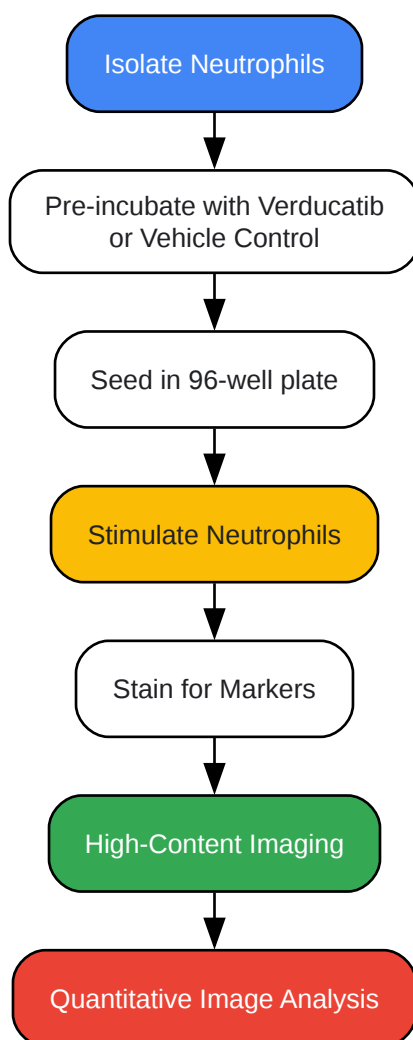 Isolate Neutrophils
Pre-incubate with Verducatib
or Vehicle Control
Seed in 96-well plate
Stimulate Neutrophils
Stain for Markers
High-Content Imaging
Quantitative Image Analysis